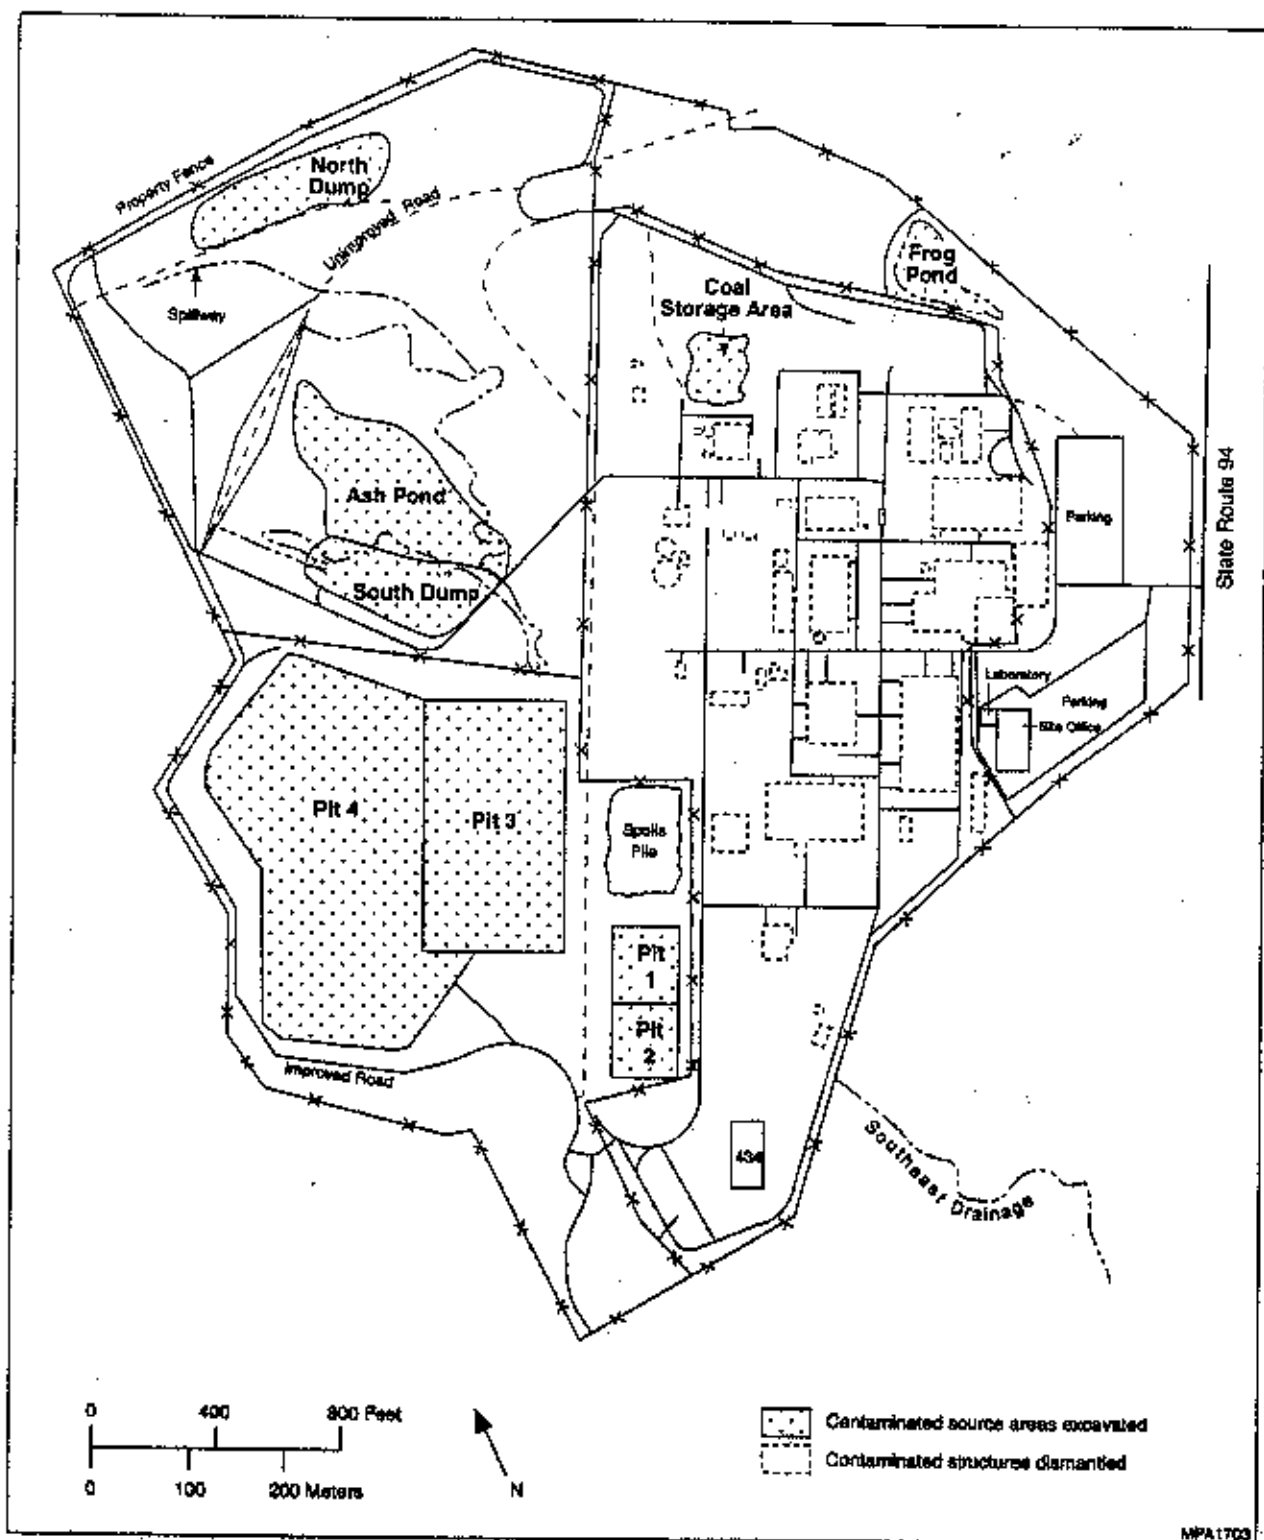 North
Dump
Property Fence
Unimproved Road
Spillway
Frog
Pond
Coal
Storage Area
State Route 94
Ash Pond
Parking
South Dump
Laboratory
Parking
Site Office
Pit 4
Pit 3
Spoils
Pile
Pit
1
Pit
2
Improved Road
434
Southeast Drainage
0 400 800 Feet
0 100 200 Meters
N
Contaminated source areas excavated
Contaminated structures dismantled
MPA1703